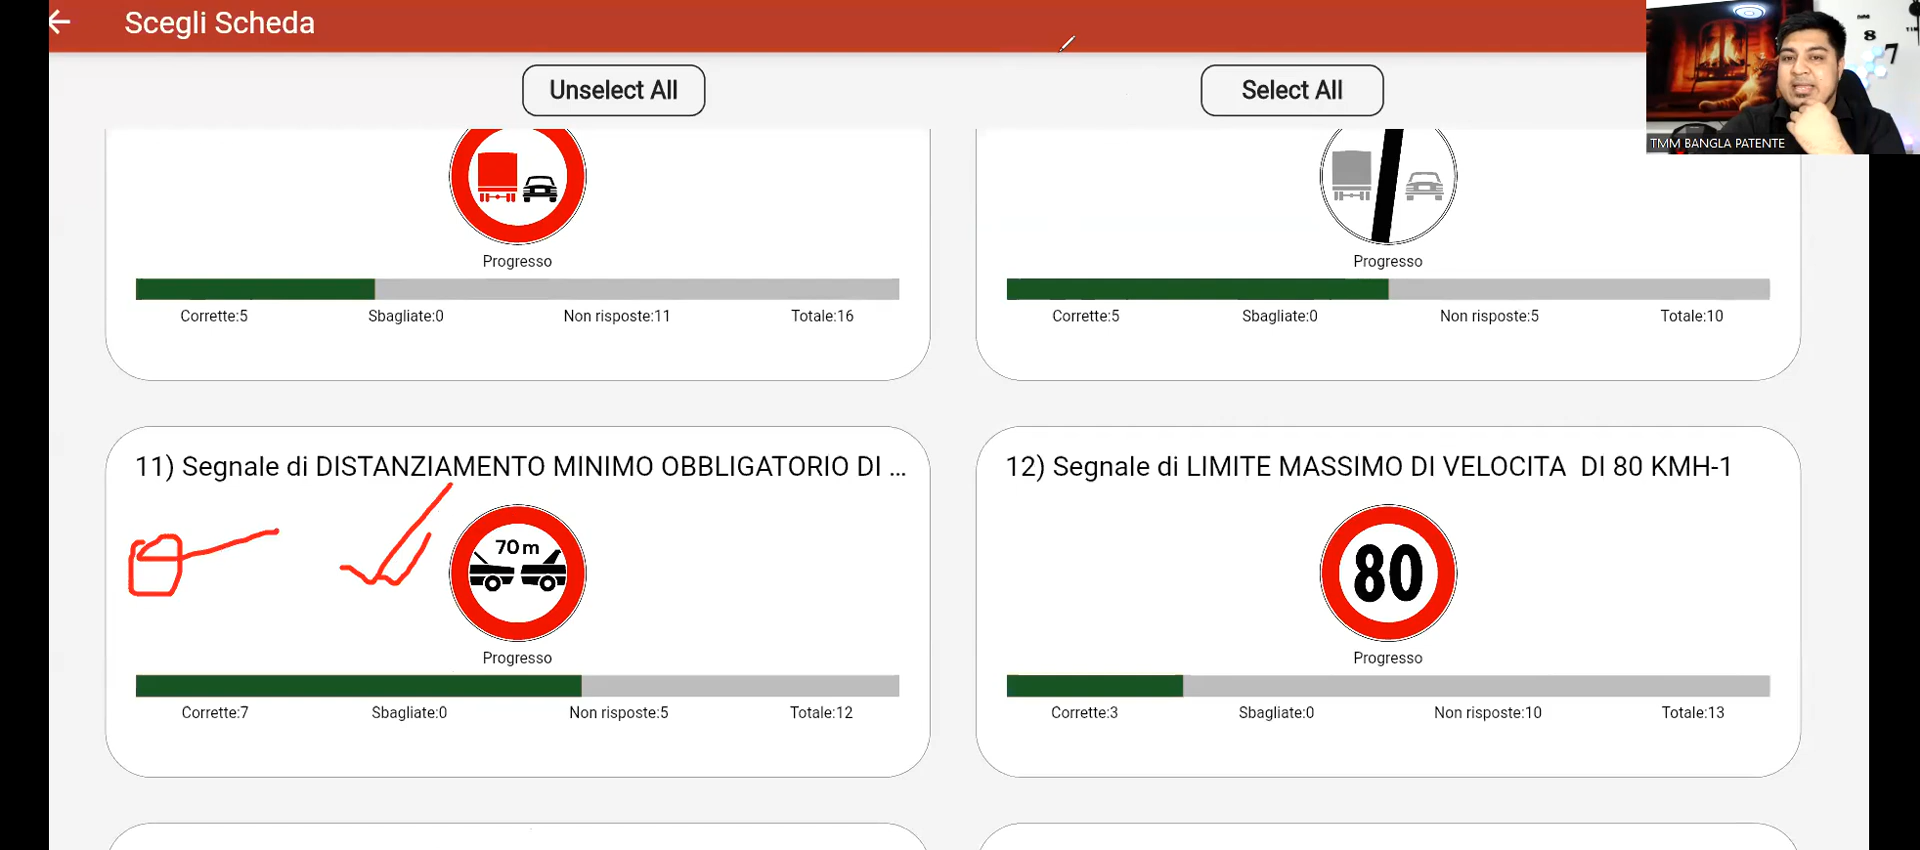 Scegli Scheda
Unselect All
Select All
8
7
TMM BANGLA PATENTE
Progresso
Corrette:5 Sbagliate:0 Non risposte:11 Totale:16
Progresso
Corrette:5 Sbagliate:0 Non risposte:5 Totale:10
11) Segnale di DISTANZIAMENTO MINIMO OBBLIGATORIO DI ...
70 m
Progresso
Corrette:7 Sbagliate:0 Non risposte:5 Totale:12
12) Segnale di LIMITE MASSIMO DI VELOCITA  DI 80 KMH-1
80
Progresso
Corrette:3 Sbagliate:0 Non risposte:10 Totale:13